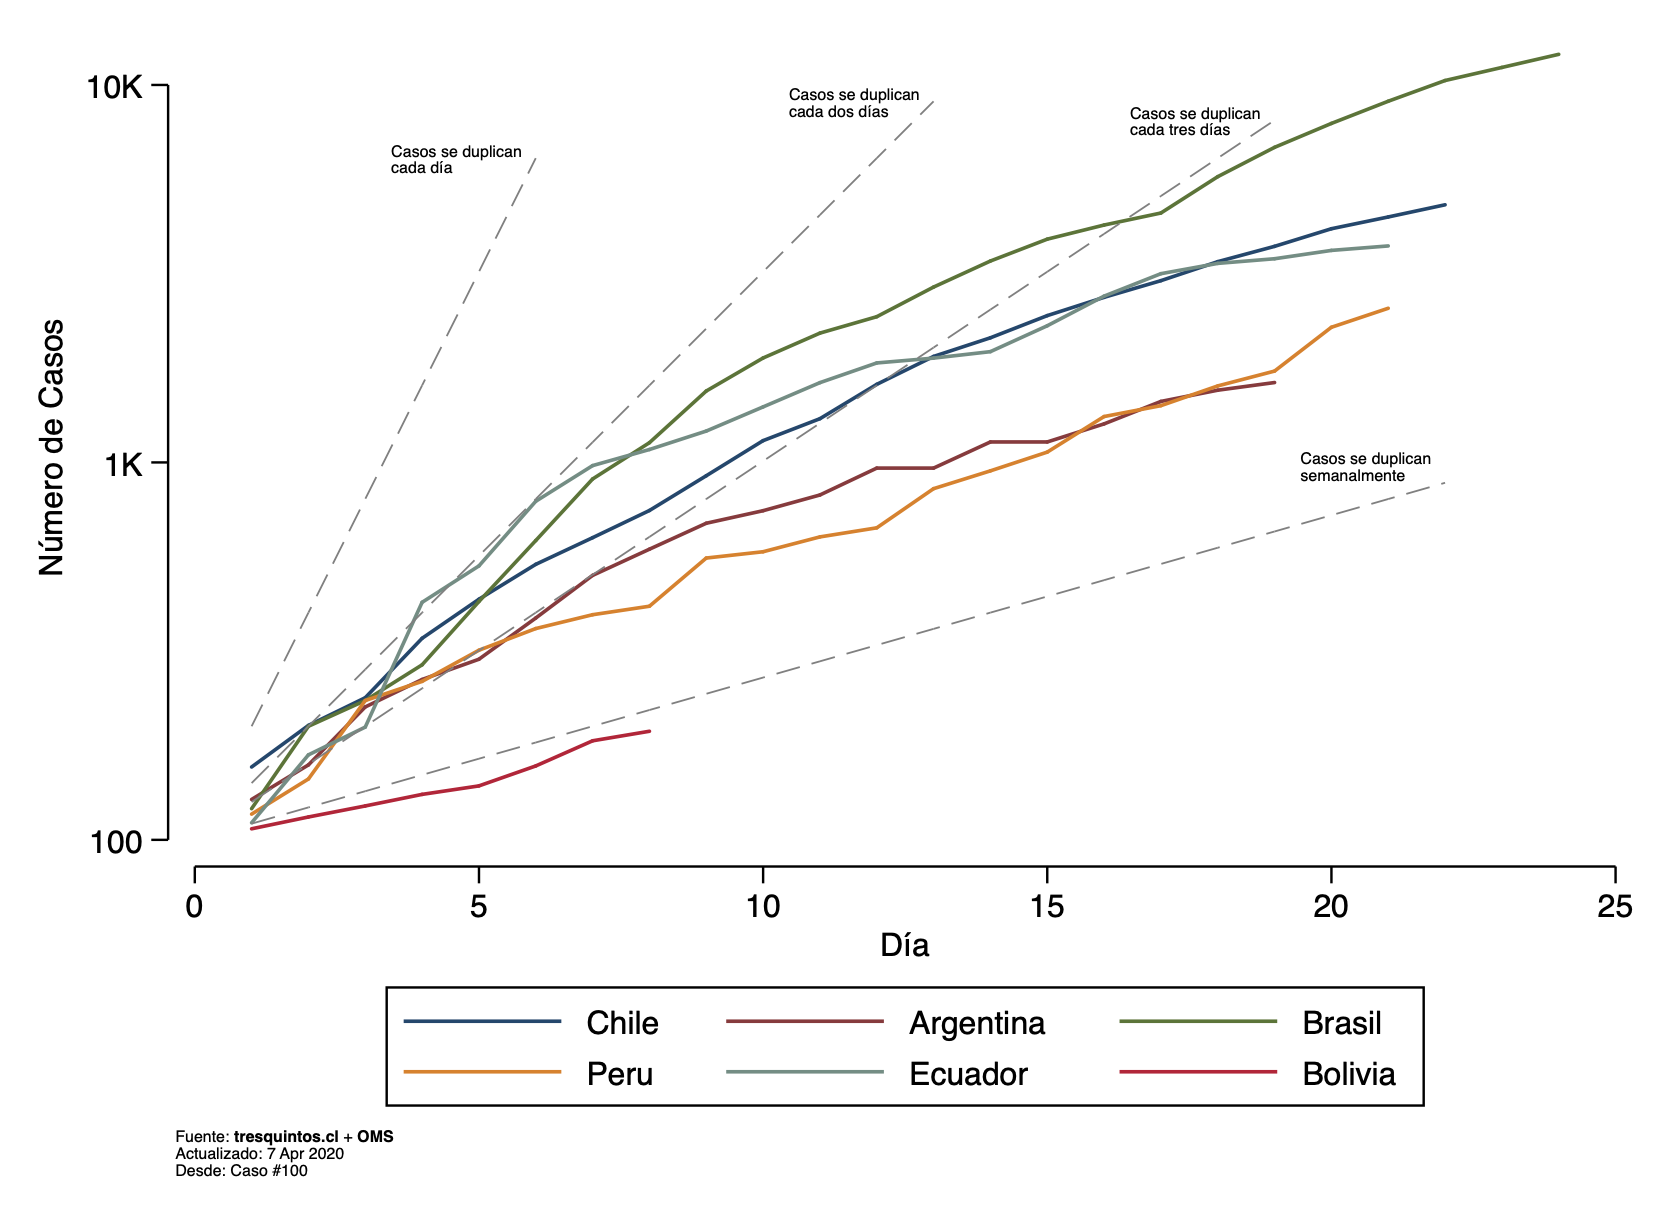 10K
1K
100
Número de Casos
Casos se duplican
cada día
Casos se duplican
cada dos días
Casos se duplican
cada tres días
Casos se duplican
semanalmente
0 5 10 15 20 25
Día
Chile Argentina Brasil
Peru Ecuador Bolivia
Fuente: tresquintos.cl + OMS
Actualizado: 7 Apr 2020
Desde: Caso #100